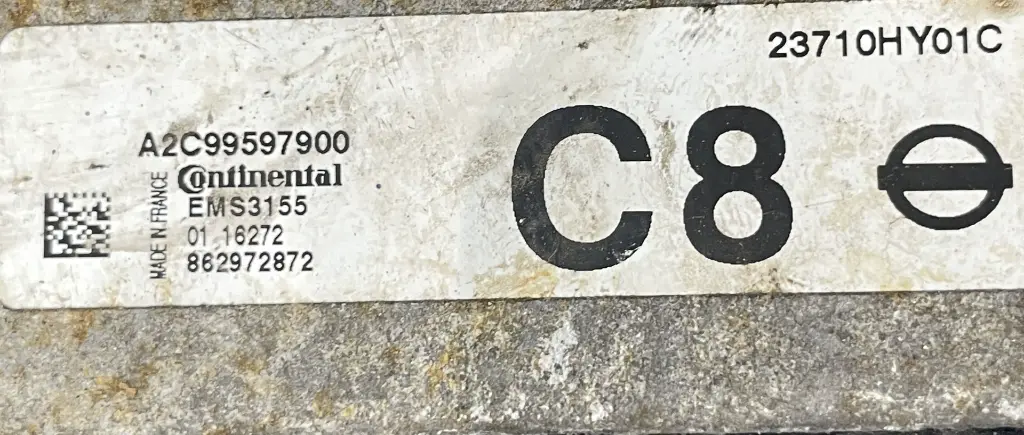 23710HY01C
A2C99597900
Continental
EMS3155
01 16272
862972872
MADE IN FRANCE
C8